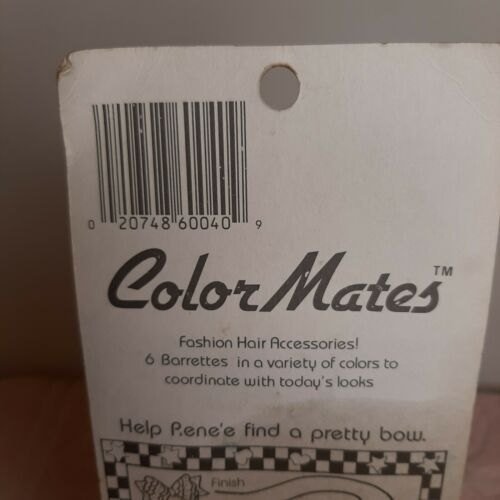 0 20748 60040 9
Color Mates™
Fashion Hair Accessories!
6 Barrettes in a variety of colors to
coordinate with today's looks
Help P.ene'e find a pretty bow.
Finish